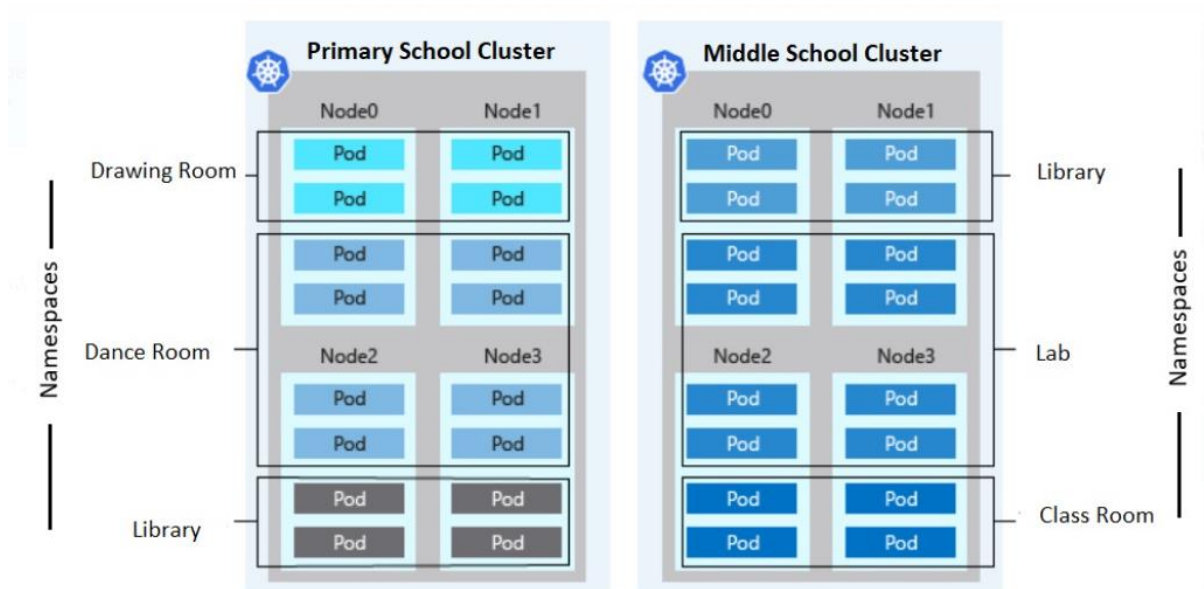 Primary School Cluster
Node0 Node1
Pod Pod
Pod Pod
Pod Pod
Pod Pod
Node2 Node3
Pod Pod
Pod Pod
Pod Pod
Pod Pod
Namespaces
Drawing Room
Dance Room
Library
Middle School Cluster
Node0 Node1
Pod Pod
Pod Pod
Pod Pod
Pod Pod
Node2 Node3
Pod Pod
Pod Pod
Pod Pod
Pod Pod
Library
Lab
Class Room
Namespaces